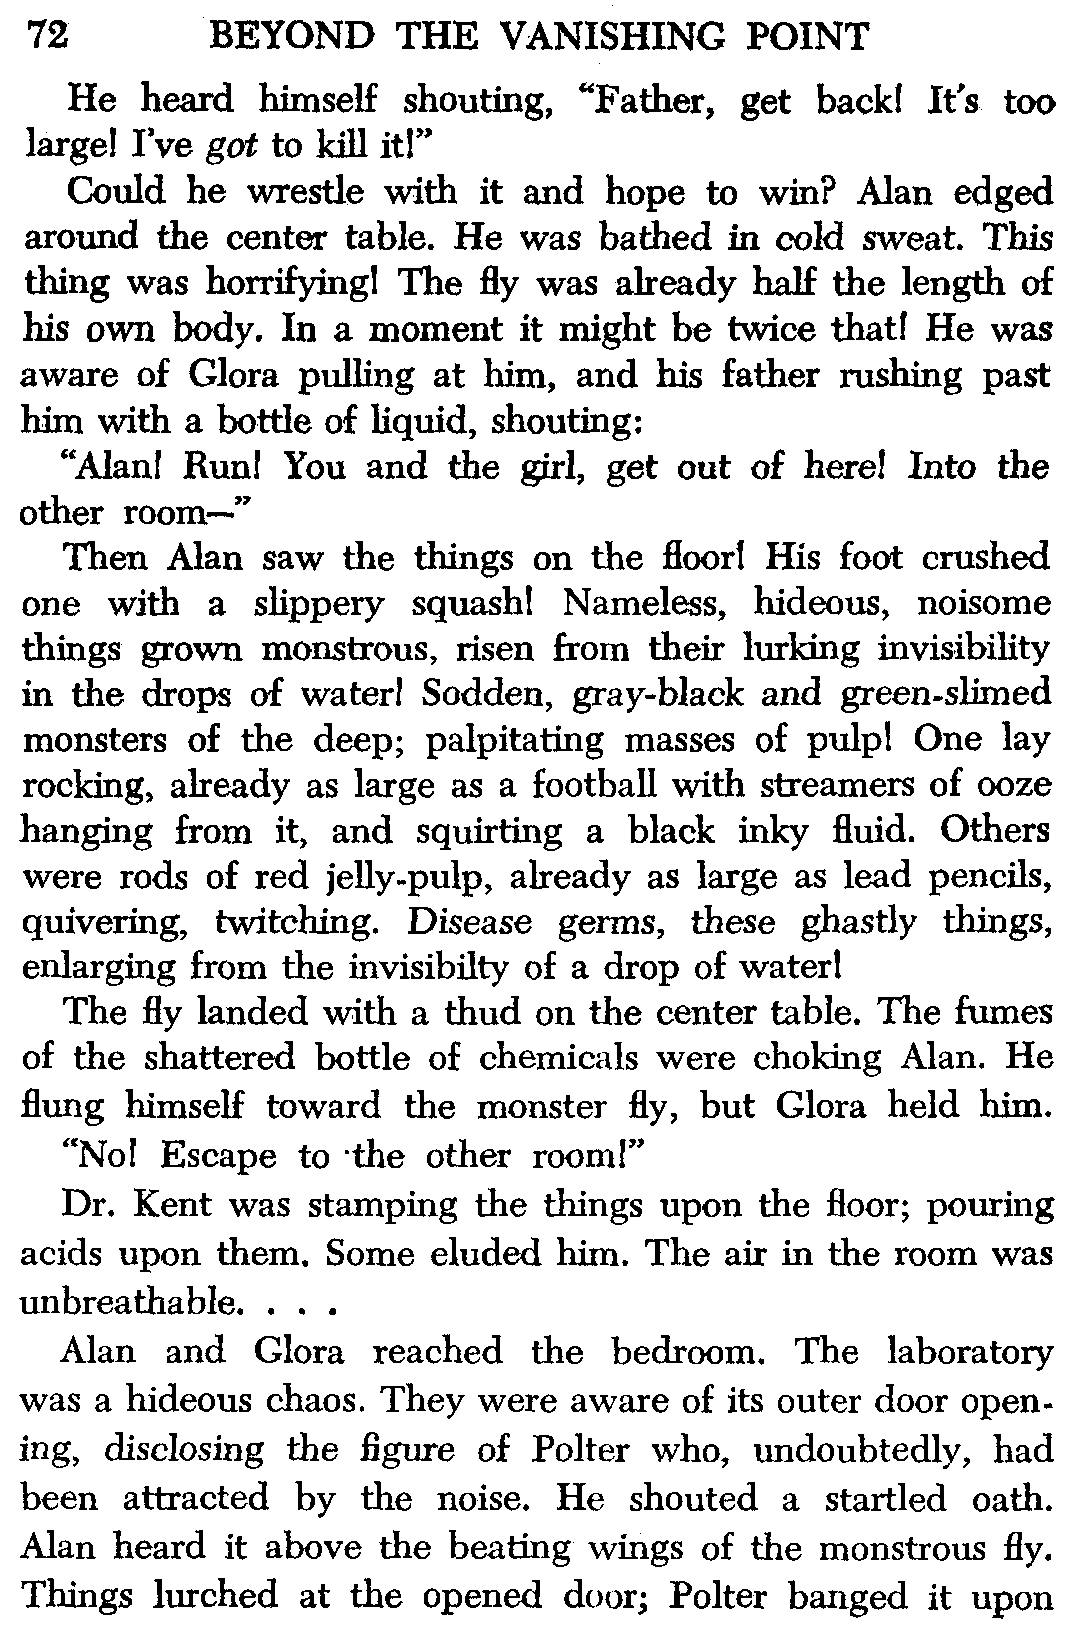 72 BEYOND THE VANISHING POINT
He heard himself shouting, “Father, get back! It's too
large! I've got to kill it!”
Could he wrestle with it and hope to win? Alan edged
around the center table. He was bathed in cold sweat. This
thing was horrifying! The fly was already half the length of
his own body. In a moment it might be twice that! He was
aware of Glora pulling at him, and his father rushing past
him with a bottle of liquid, shouting:
“Alan! Run! You and the girl, get out of here! Into the
other room—”
Then Alan saw the things on the floor! His foot crushed
one with a slippery squash! Nameless, hideous, noisome
things grown monstrous, risen from their lurking invisibility
in the drops of water! Sodden, gray-black and green-slimed
monsters of the deep; palpitating masses of pulp! One lay
rocking, already as large as a football with streamers of ooze
hanging from it, and squirting a black inky fluid. Others
were rods of red jelly-pulp, already as large as lead pencils,
quivering, twitching. Disease germs, these ghastly things,
enlarging from the invisibilty of a drop of water!
The fly landed with a thud on the center table. The fumes
of the shattered bottle of chemicals were choking Alan. He
flung himself toward the monster fly, but Glora held him.
“No! Escape to the other room!”
Dr. Kent was stamping the things upon the floor; pouring
acids upon them. Some eluded him. The air in the room was
unbreathable. . . .
Alan and Glora reached the bedroom. The laboratory
was a hideous chaos. They were aware of its outer door open-
ing, disclosing the figure of Polter who, undoubtedly, had
been attracted by the noise. He shouted a startled oath.
Alan heard it above the beating wings of the monstrous fly.
Things lurched at the opened door; Polter banged it upon